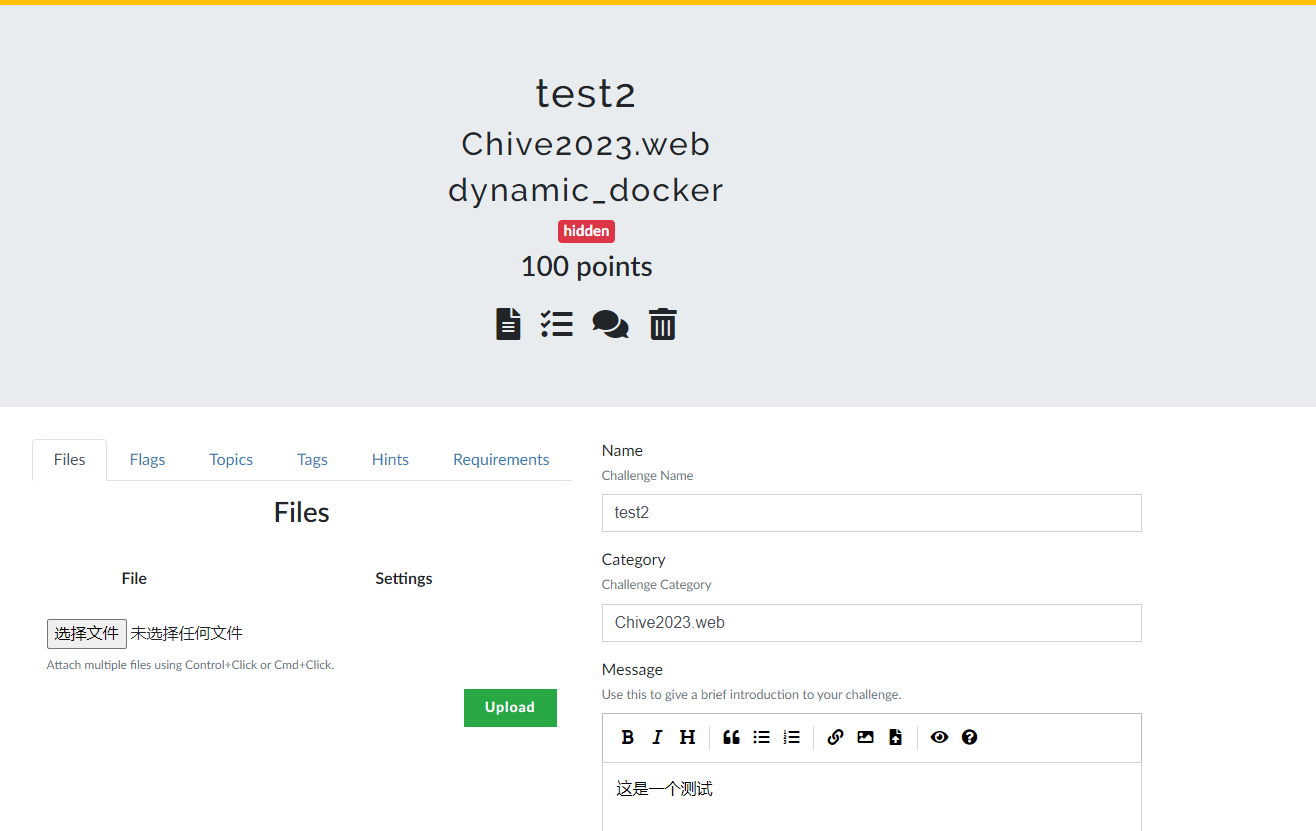 test2
Chive2023.web
dynamic_docker
hidden
100 points
Files Flags Topics Tags Hints Requirements
Files
File Settings
选择文件 未选择任何文件
Attach multiple files using Control+Click or Cmd+Click.
Upload
Name
Challenge Name
test2
Category
Challenge Category
Chive2023.web
Message
Use this to give a brief introduction to your challenge.
B I H
这是一个测试